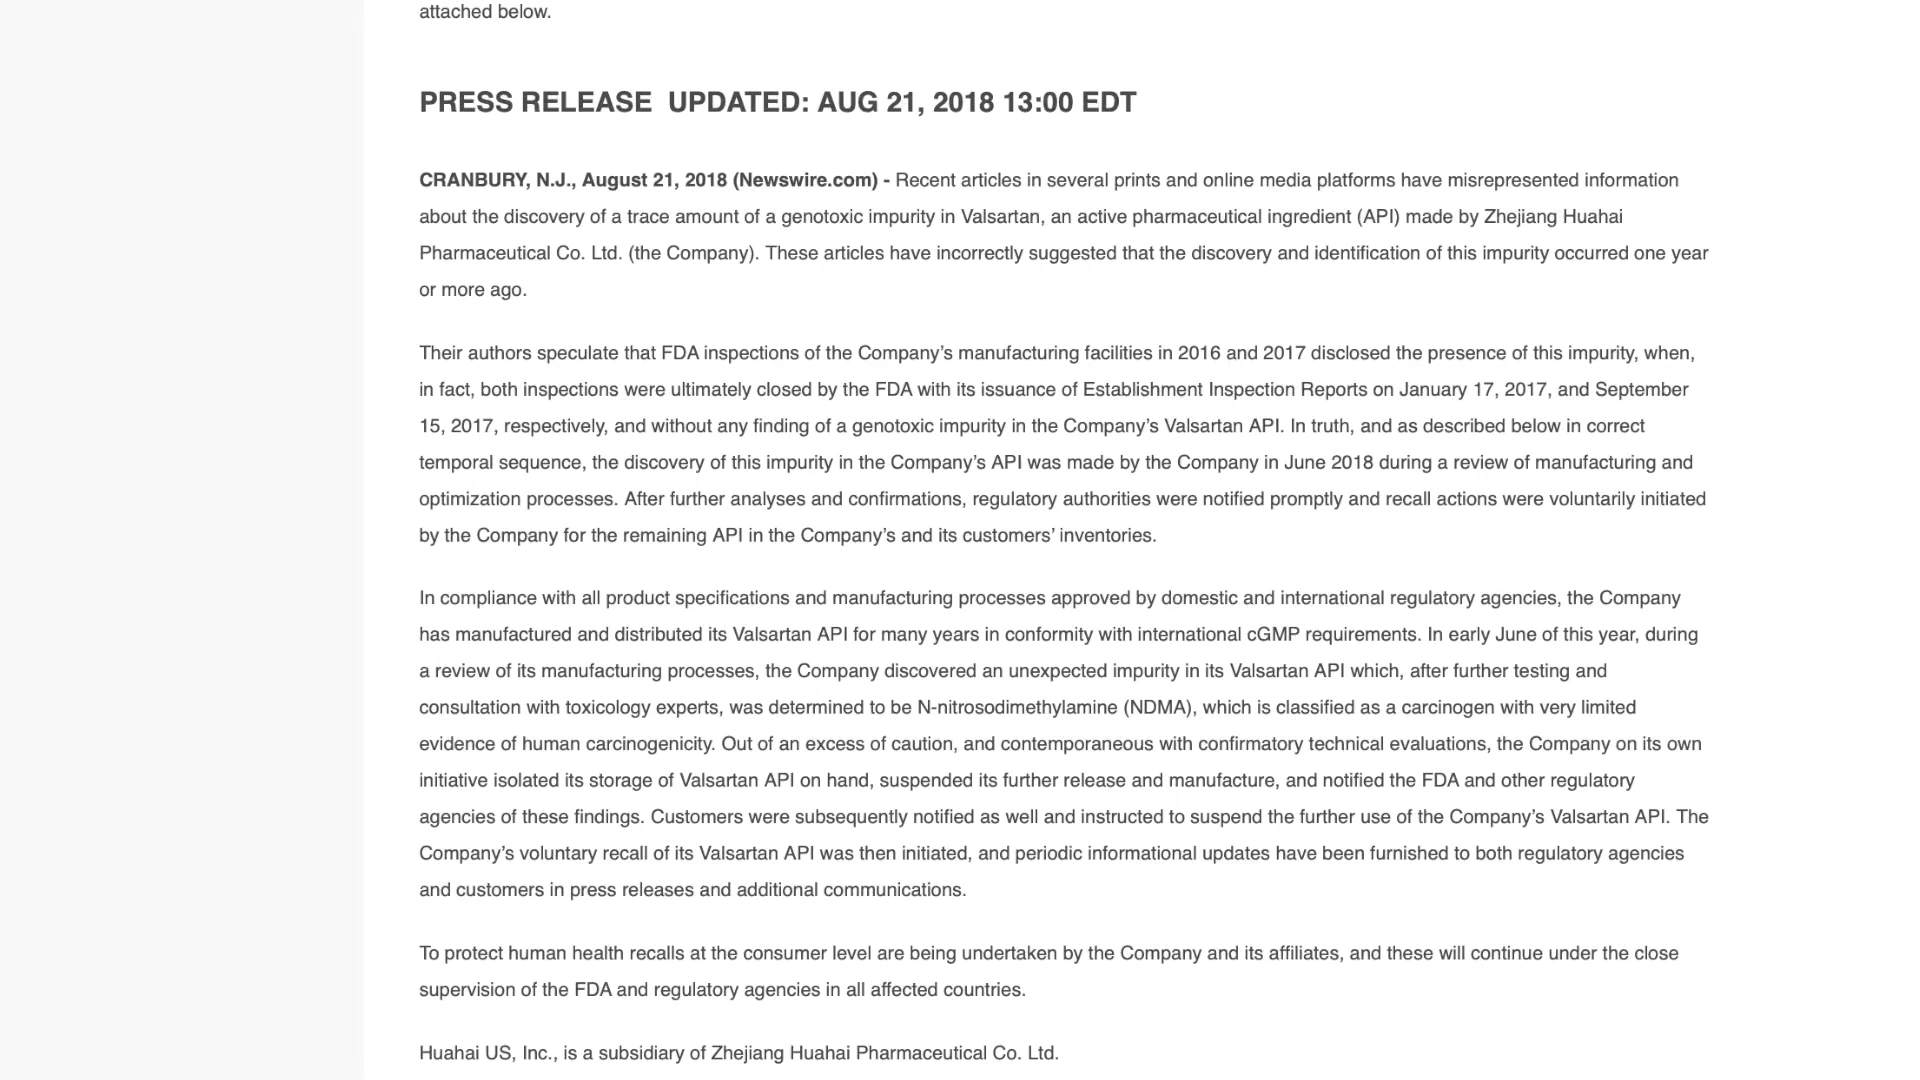 attached below.
PRESS RELEASE  UPDATED: AUG 21, 2018 13:00 EDT
CRANBURY, N.J., August 21, 2018 (Newswire.com) - Recent articles in several prints and online media platforms have misrepresented information
about the discovery of a trace amount of a genotoxic impurity in Valsartan, an active pharmaceutical ingredient (API) made by Zhejiang Huahai
Pharmaceutical Co. Ltd. (the Company). These articles have incorrectly suggested that the discovery and identification of this impurity occurred one year
or more ago.
Their authors speculate that FDA inspections of the Company’s manufacturing facilities in 2016 and 2017 disclosed the presence of this impurity, when,
in fact, both inspections were ultimately closed by the FDA with its issuance of Establishment Inspection Reports on January 17, 2017, and September
15, 2017, respectively, and without any finding of a genotoxic impurity in the Company’s Valsartan API. In truth, and as described below in correct
temporal sequence, the discovery of this impurity in the Company’s API was made by the Company in June 2018 during a review of manufacturing and
optimization processes. After further analyses and confirmations, regulatory authorities were notified promptly and recall actions were voluntarily initiated
by the Company for the remaining API in the Company’s and its customers’ inventories.
In compliance with all product specifications and manufacturing processes approved by domestic and international regulatory agencies, the Company
has manufactured and distributed its Valsartan API for many years in conformity with international cGMP requirements. In early June of this year, during
a review of its manufacturing processes, the Company discovered an unexpected impurity in its Valsartan API which, after further testing and
consultation with toxicology experts, was determined to be N-nitrosodimethylamine (NDMA), which is classified as a carcinogen with very limited
evidence of human carcinogenicity. Out of an excess of caution, and contemporaneous with confirmatory technical evaluations, the Company on its own
initiative isolated its storage of Valsartan API on hand, suspended its further release and manufacture, and notified the FDA and other regulatory
agencies of these findings. Customers were subsequently notified as well and instructed to suspend the further use of the Company’s Valsartan API. The
Company’s voluntary recall of its Valsartan API was then initiated, and periodic informational updates have been furnished to both regulatory agencies
and customers in press releases and additional communications.
To protect human health recalls at the consumer level are being undertaken by the Company and its affiliates, and these will continue under the close
supervision of the FDA and regulatory agencies in all affected countries.
Huahai US, Inc., is a subsidiary of Zhejiang Huahai Pharmaceutical Co. Ltd.